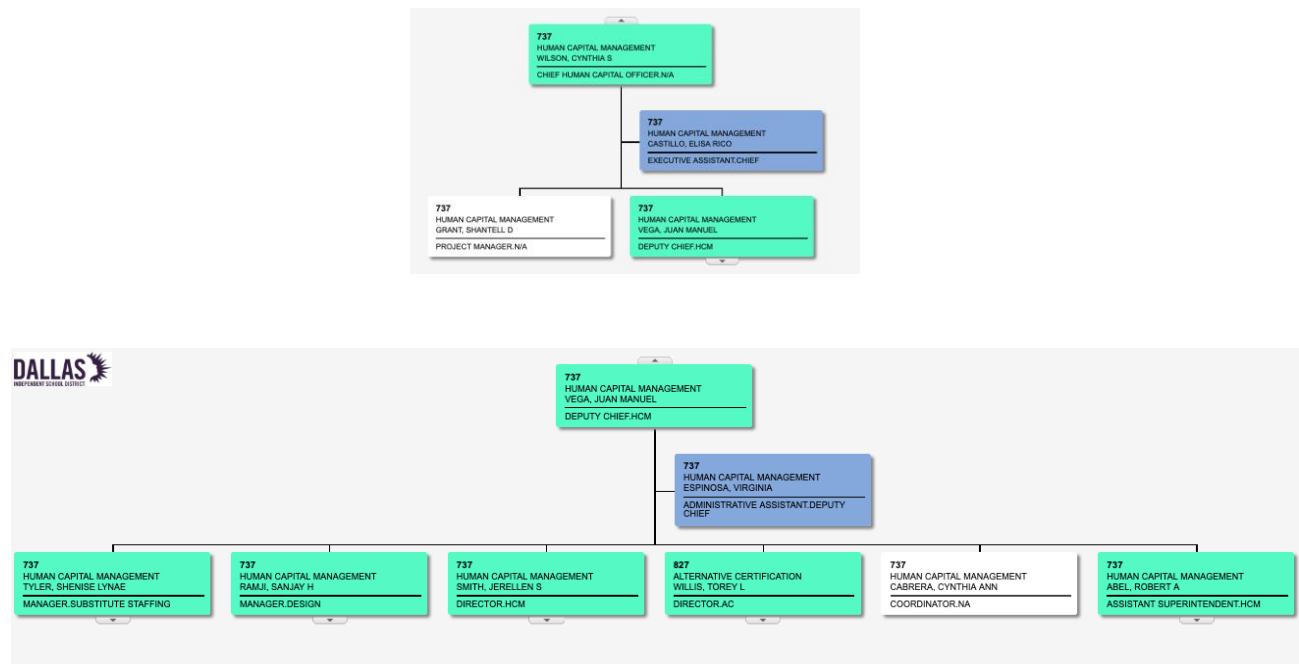 737
HUMAN CAPITAL MANAGEMENT
WILSON, CYNTHIA S
CHIEF HUMAN CAPITAL OFFICER.N/A
737
HUMAN CAPITAL MANAGEMENT
CASTILLO, ELISA RICO
EXECUTIVE ASSISTANT.CHIEF
737
HUMAN CAPITAL MANAGEMENT
GRANT, SHANTELL D
PROJECT MANAGER.N/A
737
HUMAN CAPITAL MANAGEMENT
VEGA, JUAN MANUEL
DEPUTY CHIEF.HCM
DALLAS
INDEPENDENT SCHOOL DISTRICT
737
HUMAN CAPITAL MANAGEMENT
VEGA, JUAN MANUEL
DEPUTY CHIEF.HCM
737
HUMAN CAPITAL MANAGEMENT
ESPINOSA, VIRGINIA
ADMINISTRATIVE ASSISTANT.DEPUTY
CHIEF
737
HUMAN CAPITAL MANAGEMENT
TYLER, SHENISE LYNAE
MANAGER.SUBSTITUTE STAFFING
737
HUMAN CAPITAL MANAGEMENT
RAMJI, SANJAY H
MANAGER.DESIGN
737
HUMAN CAPITAL MANAGEMENT
SMITH, JERELLEN S
DIRECTOR.HCM
827
ALTERNATIVE CERTIFICATION
WILLIS, TOREY L
DIRECTOR.AC
737
HUMAN CAPITAL MANAGEMENT
CABRERA, CYNTHIA ANN
COORDINATOR.NA
737
HUMAN CAPITAL MANAGEMENT
ABEL, ROBERT A
ASSISTANT SUPERINTENDENT.HCM